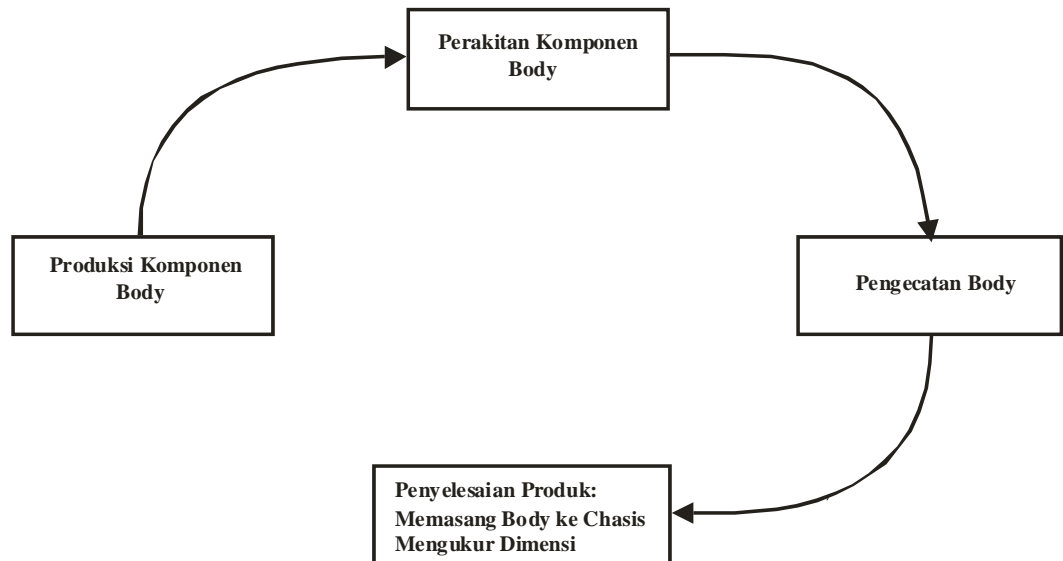 Perakitan Komponen
Body
Produksi Komponen
Body
Pengecatan Body
Penyelesaian Produk:
Memasang Body ke Chasis
Mengukur Dimensi